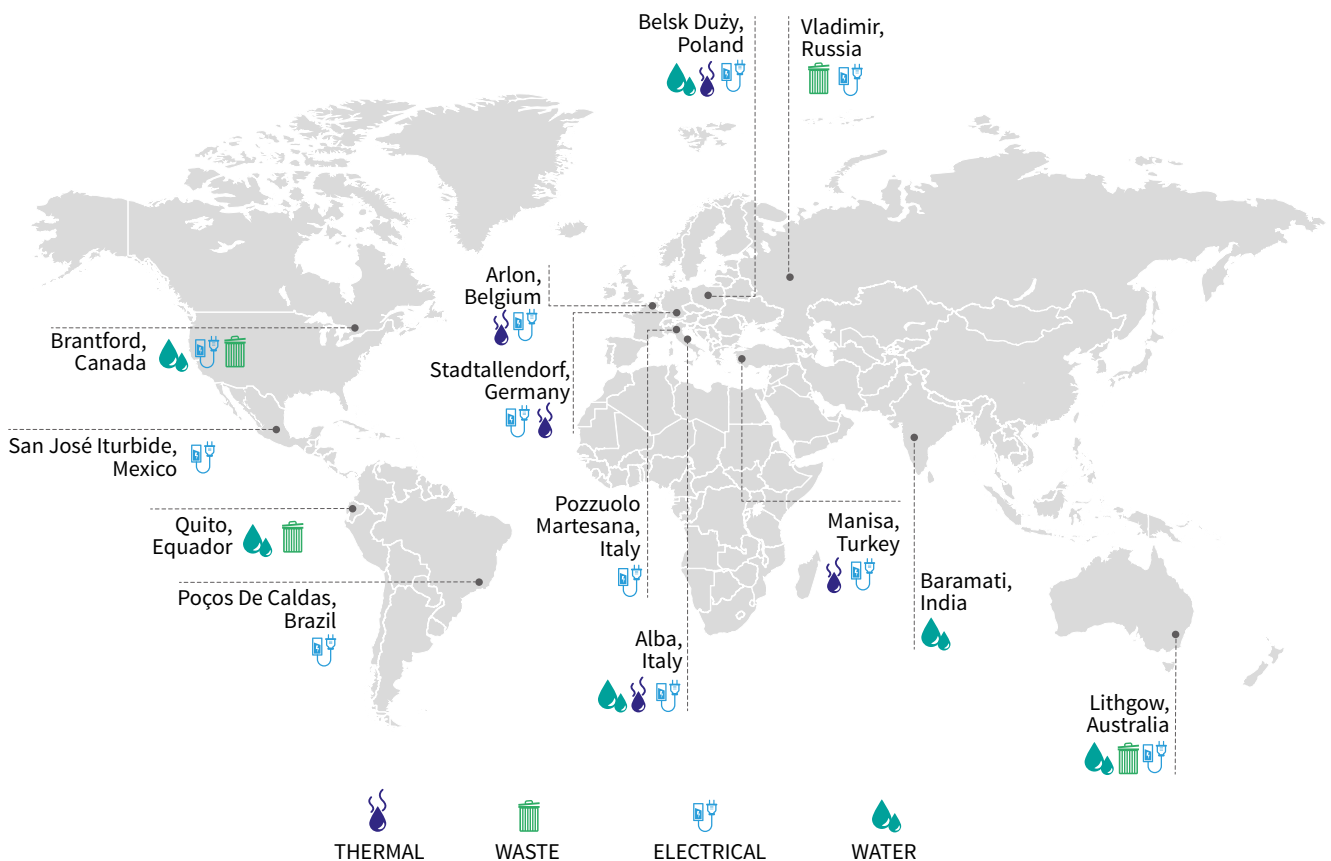 Belsk Duży,
Poland
Vladimir,
Russia
Arlon,
Belgium
Brantford,
Canada
Stadtallendorf,
Germany
San José Iturbide,
Mexico
Quito,
Equador
Pozzuolo
Martesana,
Italy
Manisa,
Turkey
Baramati,
India
Poços De Caldas,
Brazil
Alba,
Italy
Lithgow,
Australia
THERMAL
WASTE
ELECTRICAL
WATER